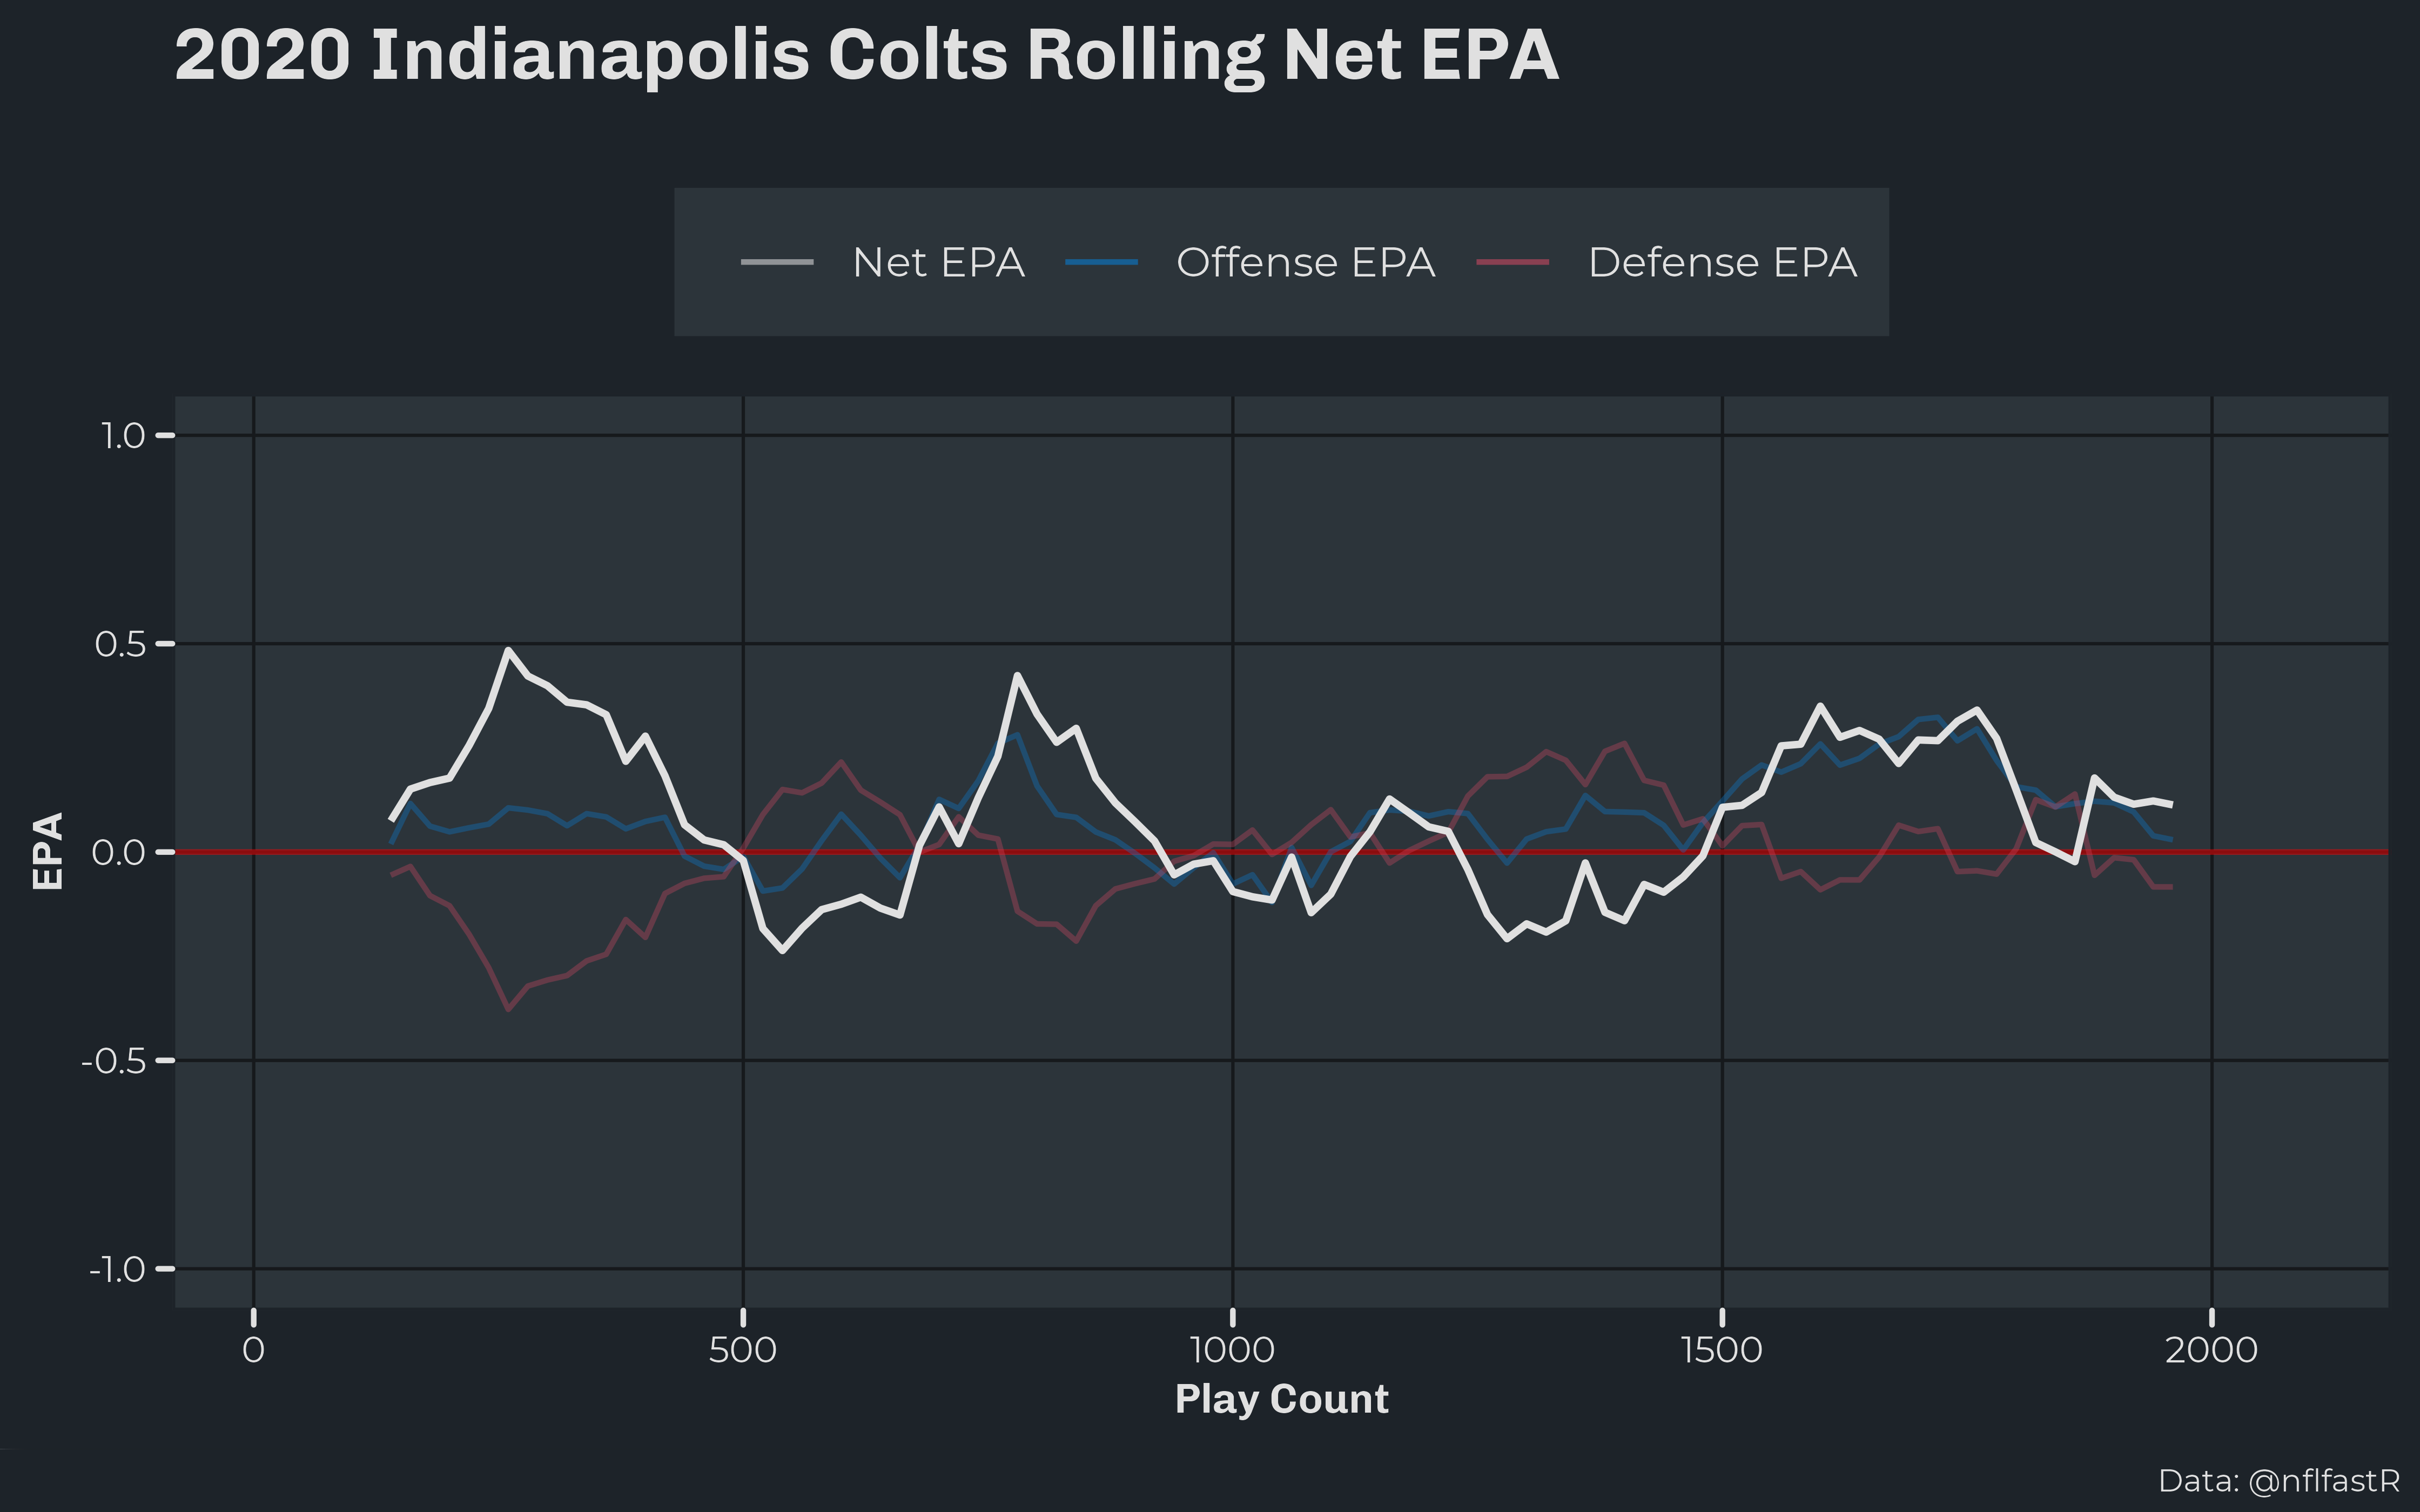 2020 Indianapolis Colts Rolling Net EPA
Net EPA Offense EPA Defense EPA
1.0
0.5
0.0
-0.5
-1.0
EPA
0 500 1000 1500 2000
Play Count
Data: @nflfastR